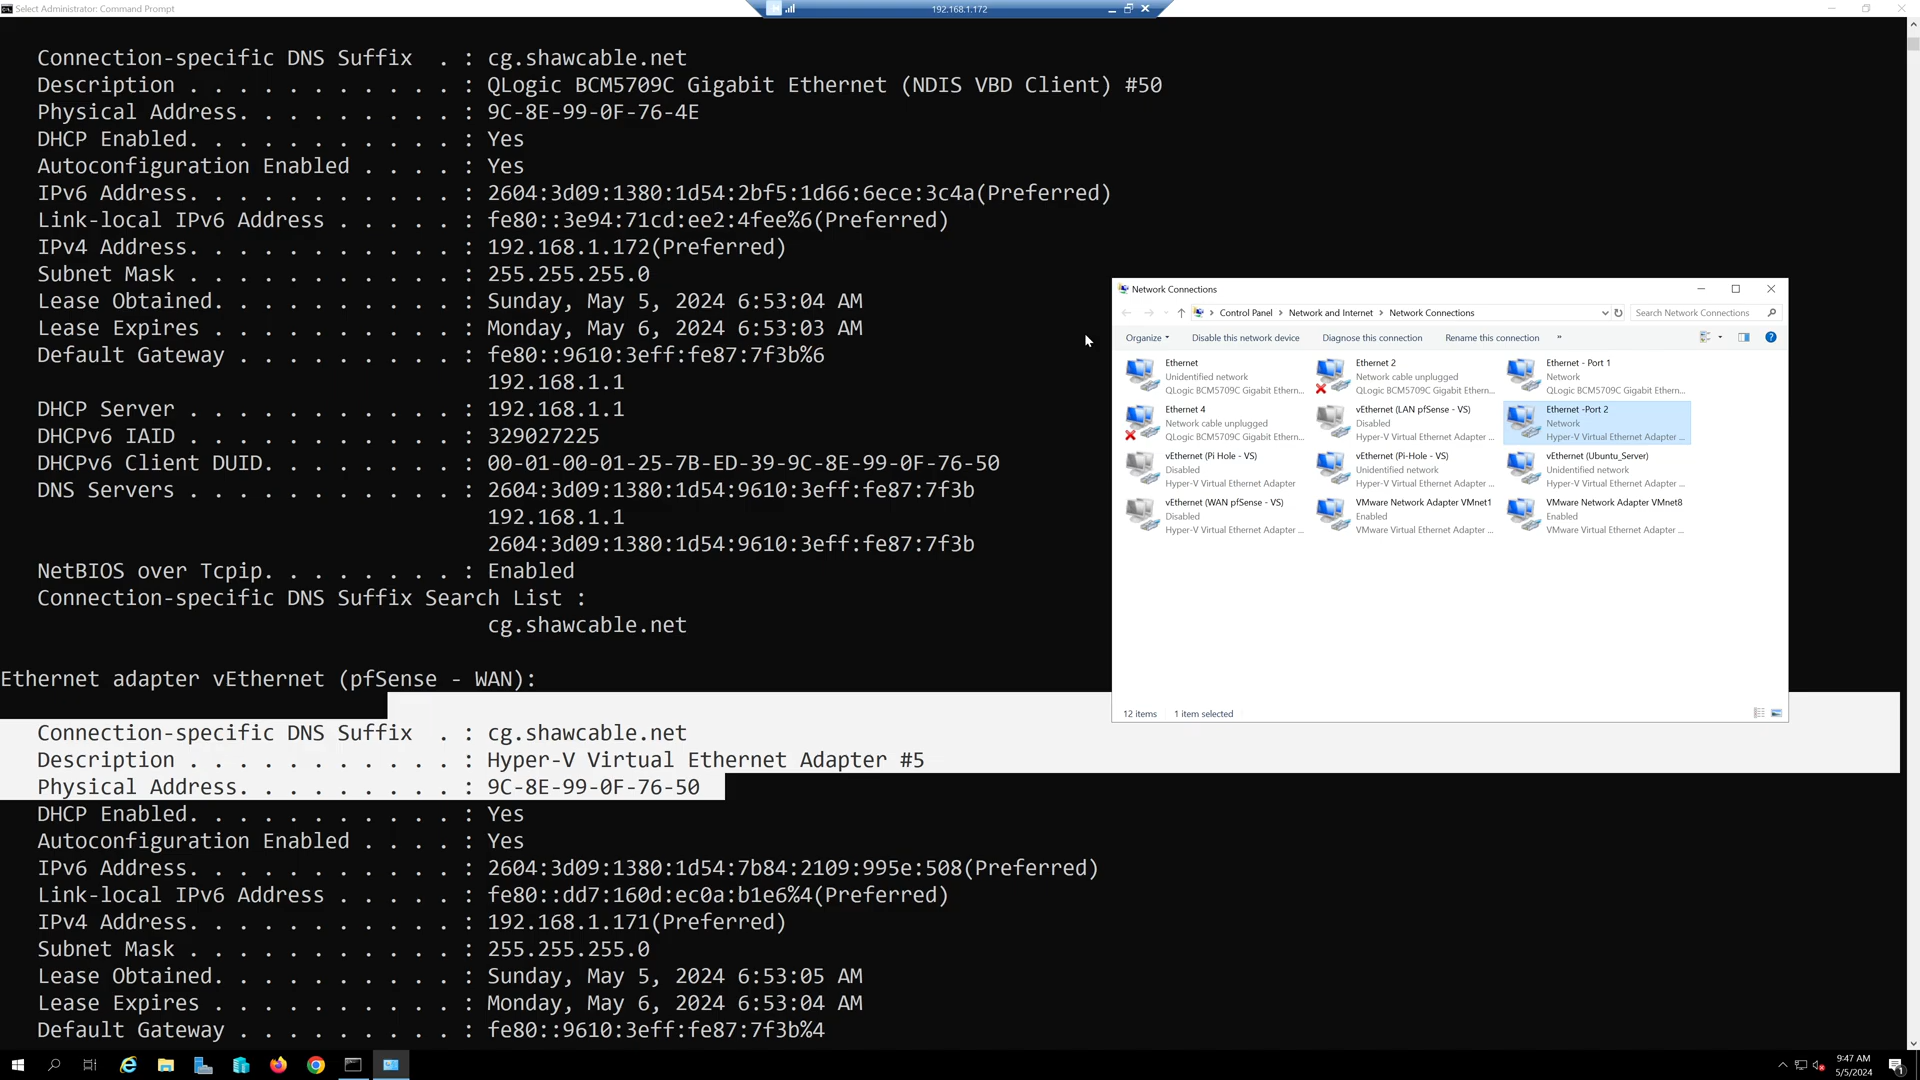 Select Administrator: Command Prompt
192.168.1.172
Connection-specific DNS Suffix  . : cg.shawcable.net
Description . . . . . . . . . . . : QLogic BCM5709C Gigabit Ethernet (NDIS VBD Client) #50
Physical Address. . . . . . . . . : 9C-8E-99-0F-76-4E
DHCP Enabled. . . . . . . . . . . : Yes
Autoconfiguration Enabled . . . . : Yes
IPv6 Address. . . . . . . . . . . : 2604:3d09:1380:1d54:2bf5:1d66:6ece:3c4a(Preferred)
Link-local IPv6 Address . . . . . : fe80::3e94:71cd:ee2:4fee%6(Preferred)
IPv4 Address. . . . . . . . . . . : 192.168.1.172(Preferred)
Subnet Mask . . . . . . . . . . . : 255.255.255.0
Lease Obtained. . . . . . . . . . : Sunday, May 5, 2024 6:53:04 AM
Lease Expires . . . . . . . . . . : Monday, May 6, 2024 6:53:03 AM
Default Gateway . . . . . . . . . : fe80::9610:3eff:fe87:7f3b%6
192.168.1.1
DHCP Server . . . . . . . . . . . : 192.168.1.1
DHCPv6 IAID . . . . . . . . . . . : 329027225
DHCPv6 Client DUID. . . . . . . . : 00-01-00-01-25-7B-ED-39-9C-8E-99-0F-76-50
DNS Servers . . . . . . . . . . . : 2604:3d09:1380:1d54:9610:3eff:fe87:7f3b
192.168.1.1
2604:3d09:1380:1d54:9610:3eff:fe87:7f3b
NetBIOS over Tcpip. . . . . . . . : Enabled
Connection-specific DNS Suffix Search List :
cg.shawcable.net
Ethernet adapter vEthernet (pfSense - WAN):
Connection-specific DNS Suffix  . : cg.shawcable.net
Description . . . . . . . . . . . : Hyper-V Virtual Ethernet Adapter #5
Physical Address. . . . . . . . . : 9C-8E-99-0F-76-50
DHCP Enabled. . . . . . . . . . . : Yes
Autoconfiguration Enabled . . . . : Yes
IPv6 Address. . . . . . . . . . . : 2604:3d09:1380:1d54:7b84:2109:995e:508(Preferred)
Link-local IPv6 Address . . . . . : fe80::dd7:160d:ec0a:b1e6%4(Preferred)
IPv4 Address. . . . . . . . . . . : 192.168.1.171(Preferred)
Subnet Mask . . . . . . . . . . . : 255.255.255.0
Lease Obtained. . . . . . . . . . : Sunday, May 5, 2024 6:53:05 AM
Lease Expires . . . . . . . . . . : Monday, May 6, 2024 6:53:04 AM
Default Gateway . . . . . . . . . : fe80::9610:3eff:fe87:7f3b%4
Network Connections
Control Panel > Network and Internet > Network Connections
Search Network Connections
Organize
Disable this network device
Diagnose this connection
Rename this connection
»
Ethernet
Unidentified network
QLogic BCM5709C Gigabit Ethern...
Ethernet 2
Network cable unplugged
QLogic BCM5709C Gigabit Ethern...
Ethernet - Port 1
Network
QLogic BCM5709C Gigabit Ethern...
Ethernet 4
Network cable unplugged
QLogic BCM5709C Gigabit Ethern...
vEthernet (LAN pfSense - VS)
Disabled
Hyper-V Virtual Ethernet Adapter ...
Ethernet -Port 2
Network
Hyper-V Virtual Ethernet Adapter ...
vEthernet (Pi Hole - VS)
Disabled
Hyper-V Virtual Ethernet Adapter
vEthernet (Pi-Hole - VS)
Unidentified network
Hyper-V Virtual Ethernet Adapter ...
vEthernet (Ubuntu_Server)
Unidentified network
Hyper-V Virtual Ethernet Adapter ...
vEthernet (WAN pfSense - VS)
Disabled
Hyper-V Virtual Ethernet Adapter ...
VMware Network Adapter VMnet1
Enabled
VMware Virtual Ethernet Adapter ...
VMware Network Adapter VMnet8
Enabled
VMware Virtual Ethernet Adapter ...
12 items
1 item selected
9:47 AM
5/5/2024